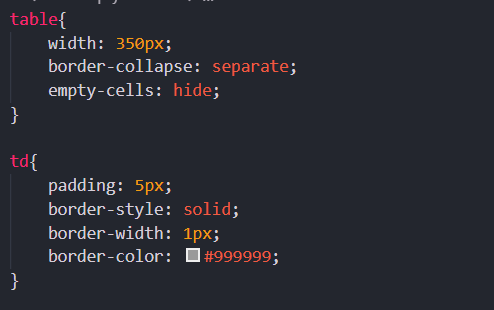 table{
    width: 350px;
    border-collapse: separate;
    empty-cells: hide;
}

td{
    padding: 5px;
    border-style: solid;
    border-width: 1px;
    border-color: #999999;
}